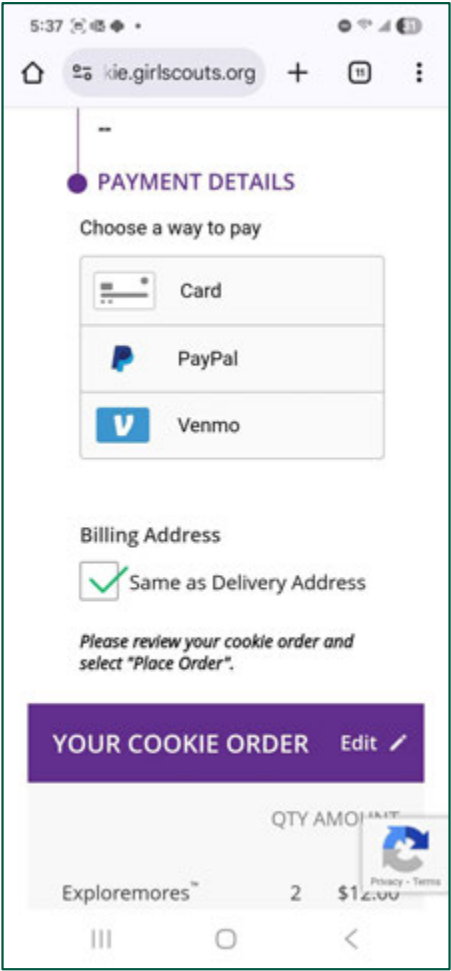 5:37
kie.girlscouts.org
11
31
--
PAYMENT DETAILS
Choose a way to pay
Card
PayPal
Venmo
Billing Address
Same as Delivery Address
Please review your cookie order and
select "Place Order".
YOUR COOKIE ORDER Edit
QTY AMOUNT
Exploremores™ 2 $12.00
Privacy - Terms